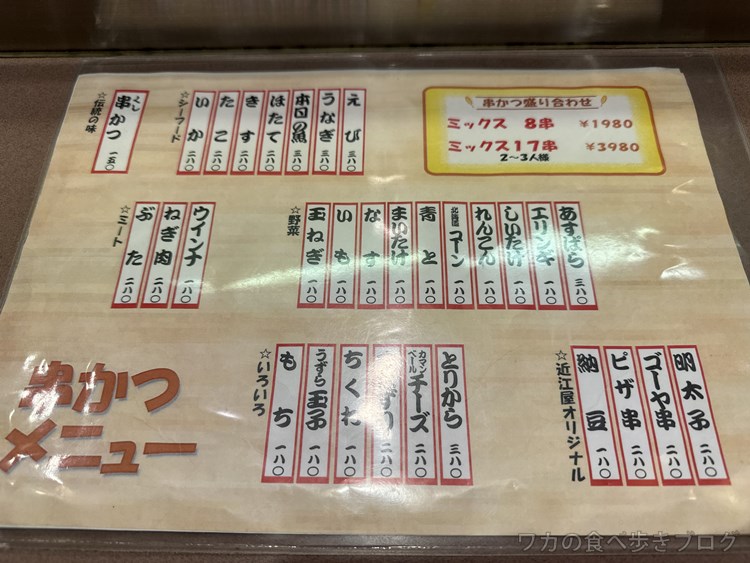 ☆伝統の味
串かつ 一五〇
くし
☆シーフード
いか 二八〇
たこ 二八〇
きす 二八〇
ほたて 二八〇
本日の魚 三八〇
うなぎ 三八〇
えび 三八〇
串かつ盛り合わせ
ミックス 8串 ¥1980
ミックス17串 ¥3980
2〜3人様
☆ミート
ぶた 二八〇
ねぎ肉 二八〇
ウインナ 一八〇
☆野菜
玉ねぎ 一八〇
いも 一八〇
なす 一八〇
まいたけ 一八〇
青と 一八〇
北海道コーン 一八〇
れんこん 一八〇
しいたけ 一八〇
エリンギ 一八〇
あすぱら 三八〇
串かつ
メニュー
☆いろいろ
もち 一八〇
うずら玉子 一八〇
ちくわ 一八〇
ずり 二八〇
カマンベールチーズ 二八〇
とりから 三八〇
☆近江屋オリジナル
納豆 一八〇
ピザ串 二八〇
ゴーヤ串 二八〇
明太子 二八〇
ワカの食べ歩きブログ